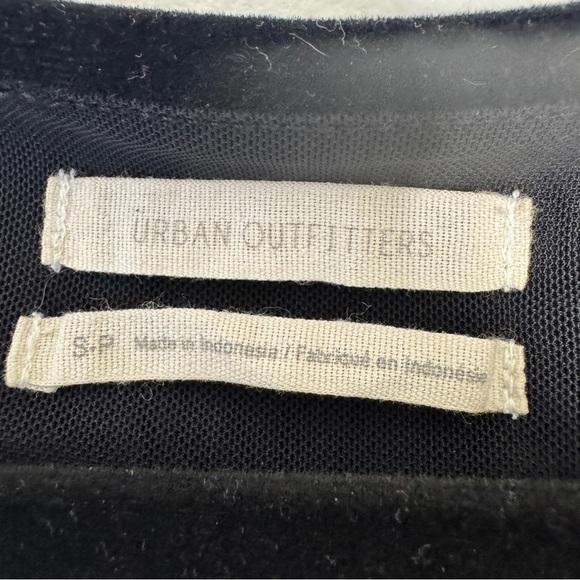 URBAN OUTFITTERS
S·P Made in Indonesia / Fabriqué en Indonésie